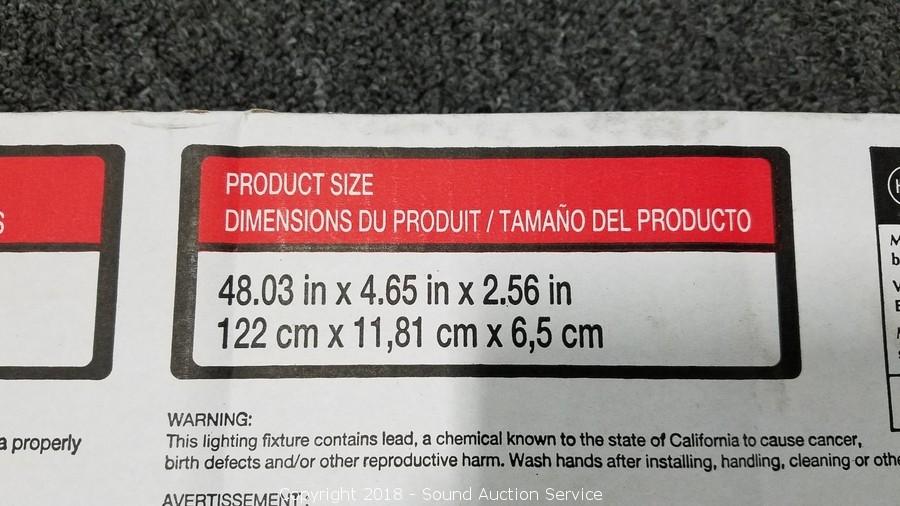 PRODUCT SIZE
DIMENSIONS DU PRODUIT / TAMAÑO DEL PRODUCTO
48.03 in x 4.65 in x 2.56 in
122 cm x 11,81 cm x 6,5 cm
a properly
WARNING:
This lighting fixture contains lead, a chemical known to the state of California to cause cancer,
birth defects and/or other reproductive harm. Wash hands after installing, handling, cleaning or
AVERTISSEMENT :
Copyright 2018 - Sound Auction Service